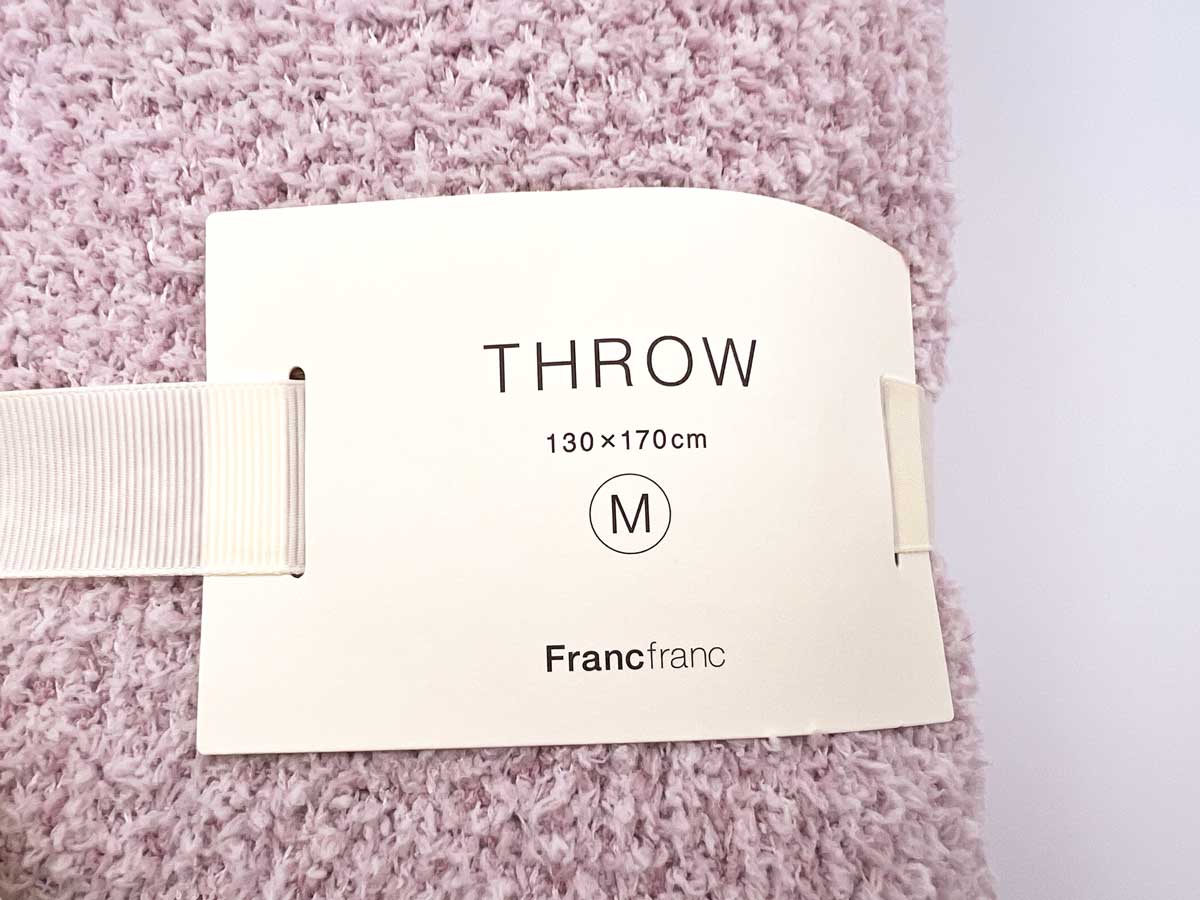 THROW
130×170cm
M
Francfranc